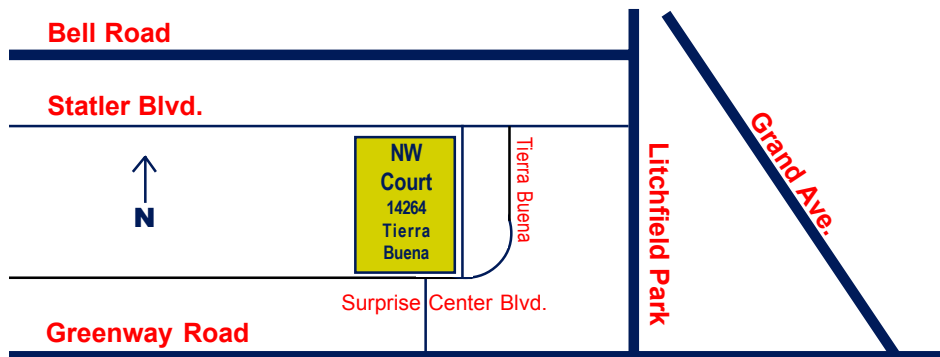 Bell Road
Statler Blvd.
NW
Court
14264
Tierra
Buena
Tierra Buena
Litchfield Park
Grand Ave.
N
Surprise Center Blvd.
Greenway Road